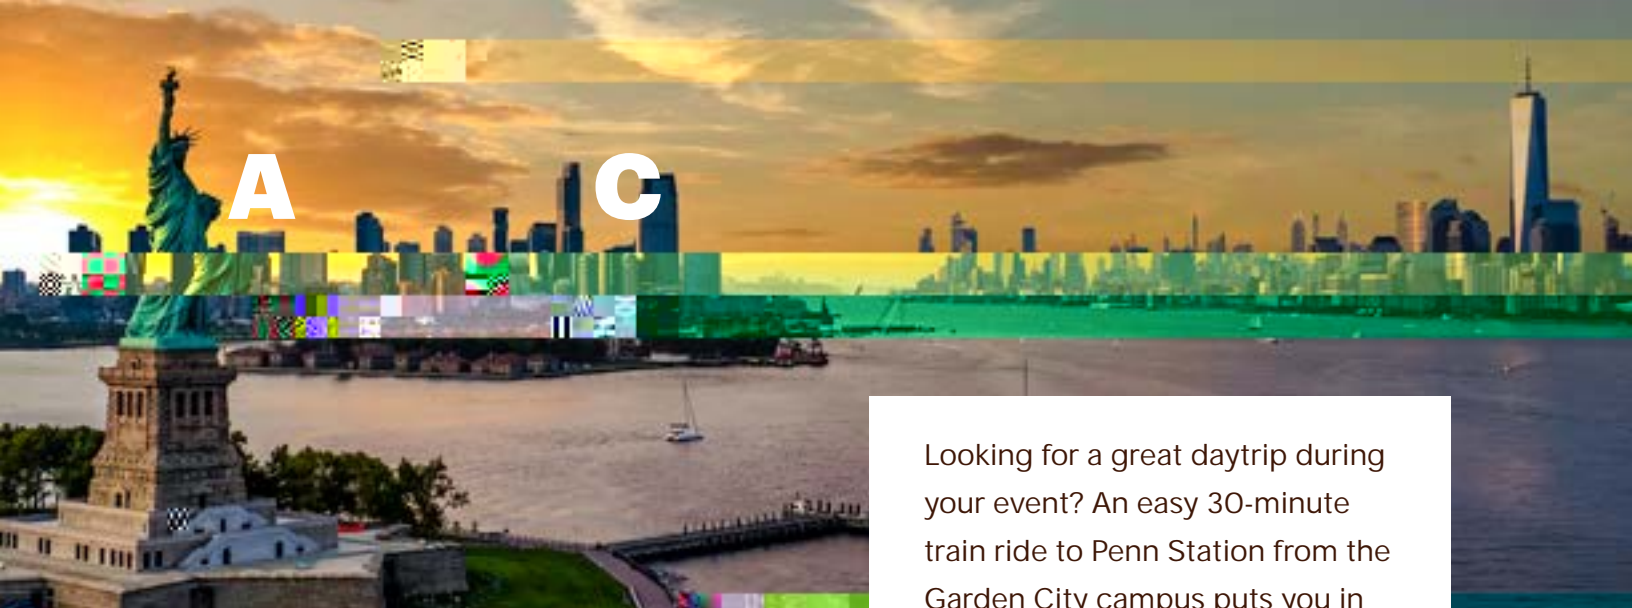 A C
Looking for a great daytrip during
your event? An easy 30-minute
train ride to Penn Station from the
Garden City campus puts you in